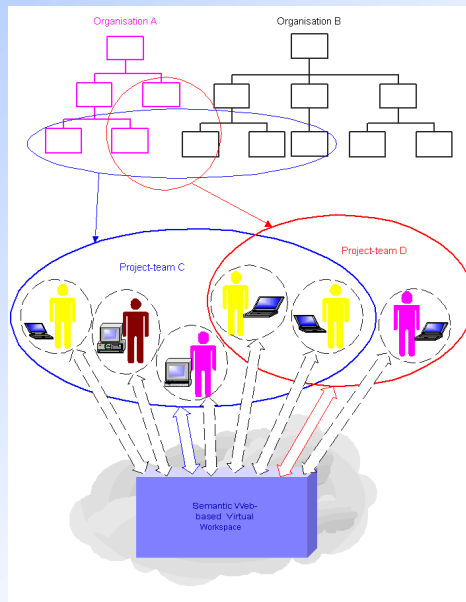 Organisation A
Organisation B
Project-team C
Project-team D
Semantic Web-
based Virtual
Workspace